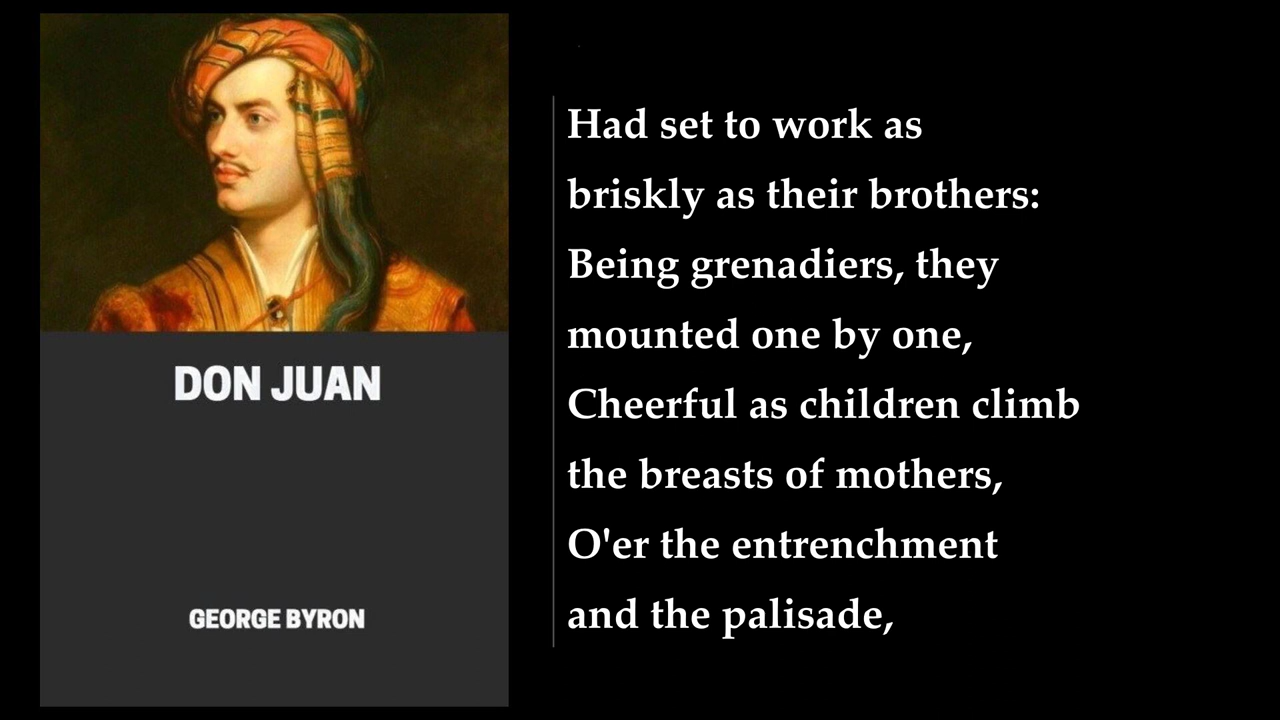 DON JUAN
GEORGE BYRON
Had set to work as
briskly as their brothers:
Being grenadiers, they
mounted one by one,
Cheerful as children climb
the breasts of mothers,
O'er the entrenchment
and the palisade,